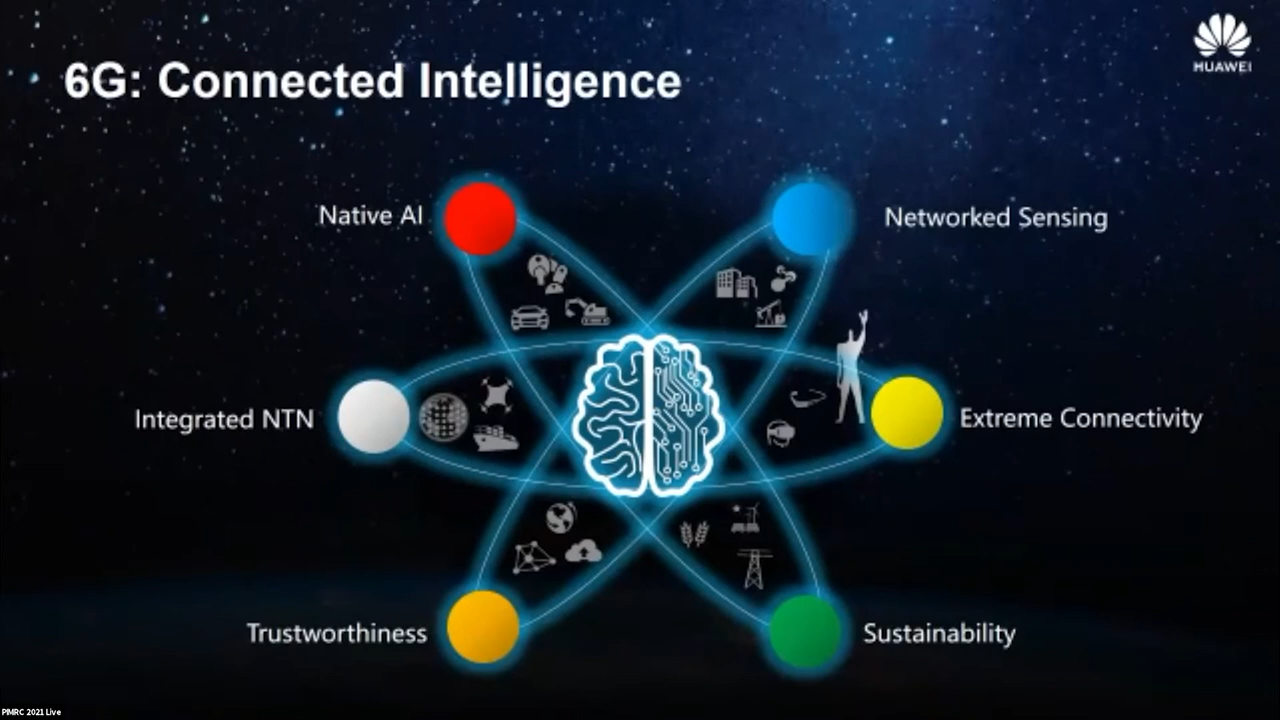 HUAWEI
6G: Connected Intelligence
Native AI
Networked Sensing
Integrated NTN
Extreme Connectivity
Trustworthiness
Sustainability
PIMRC 2021 Live